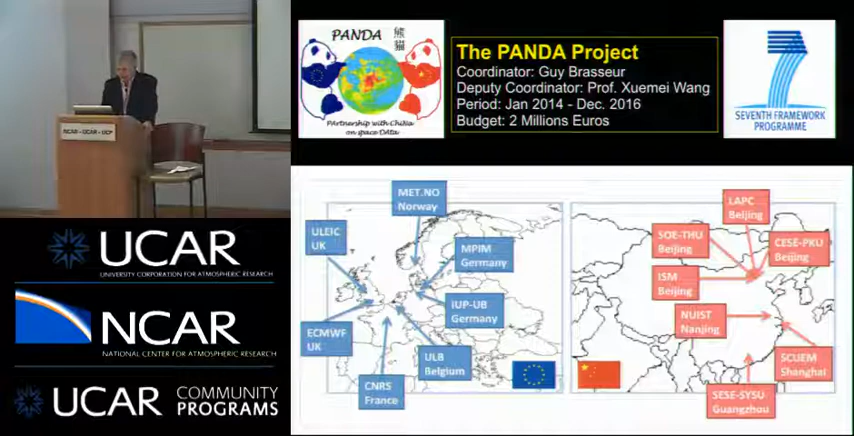 NCAR • UCAR • UCP
UCAR
UNIVERSITY CORPORATION FOR ATMOSPHERIC RESEARCH
NCAR
NATIONAL CENTER FOR ATMOSPHERIC RESEARCH
UCAR COMMUNITY
PROGRAMS
PANDA
熊
貓
Partnership with ChiNa
on space DAta
The PANDA Project
Coordinator: Guy Brasseur
Deputy Coordinator: Prof. Xuemei Wang
Period: Jan 2014 - Dec. 2016
Budget: 2 Millions Euros
SEVENTH FRAMEWORK
PROGRAMME
MET.NO
Norway
ULEIC
UK
MPIM
Germany
IUP-UB
Germany
ECMWF
UK
ULB
Belgium
CNRS
France
LAPC
Beijing
SOE-THU
Beijing
CESE-PKU
Beijing
ISM
Beijing
NUIST
Nanjing
SCUEM
Shanghai
SESE-SYSU
Guangzhou